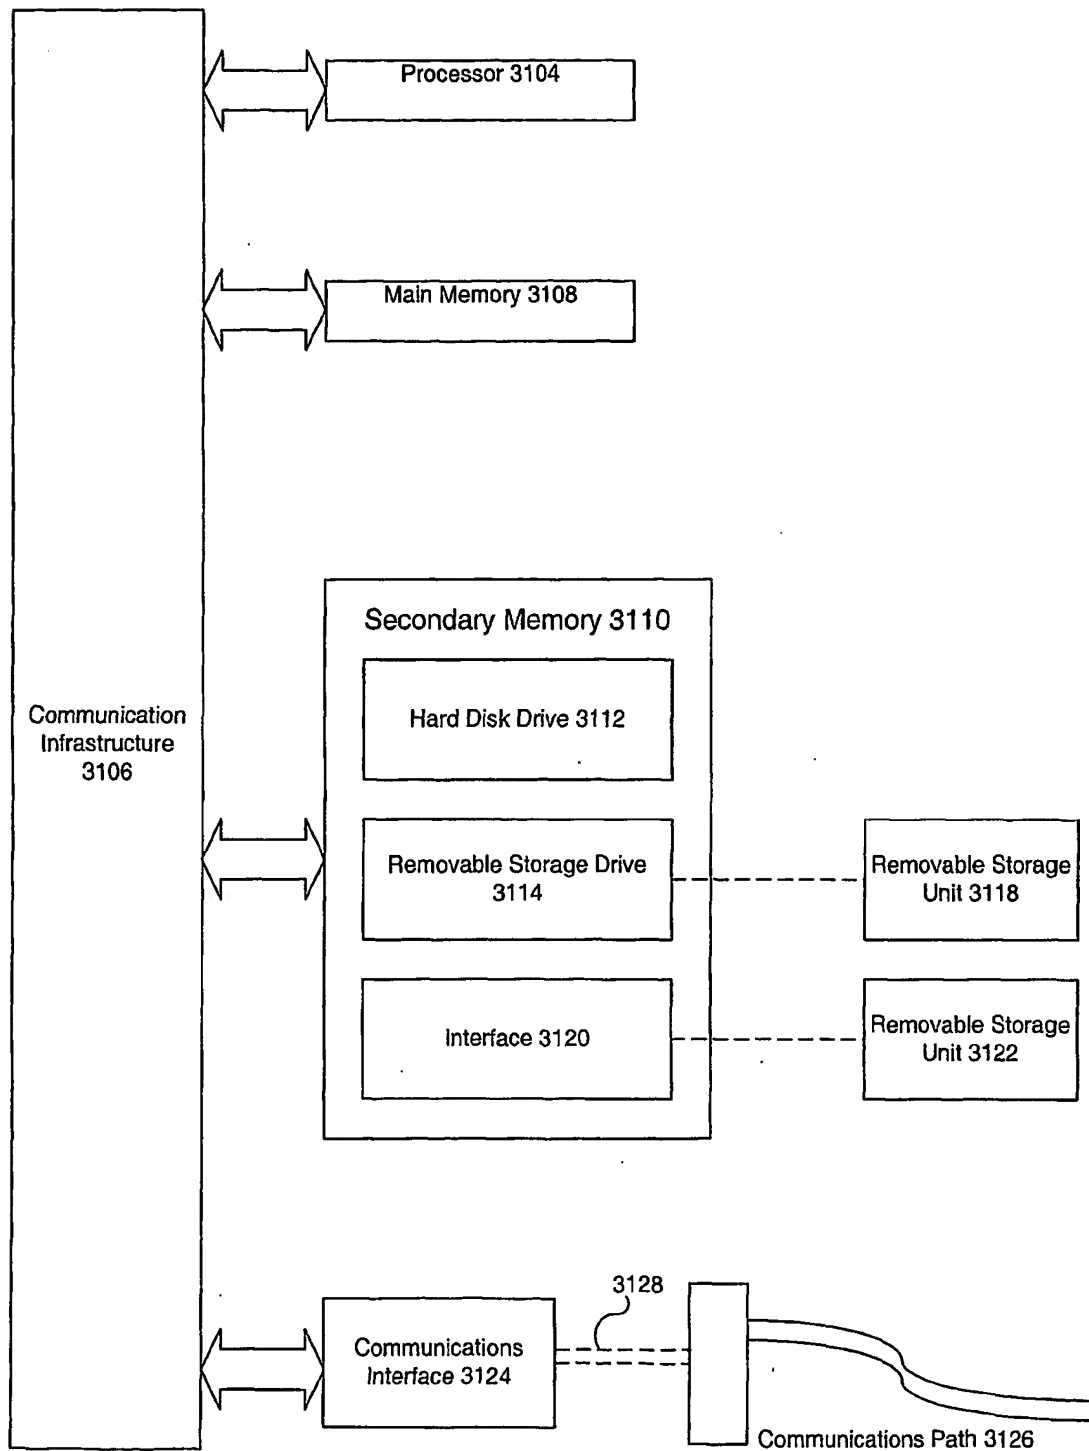 Processor 3104
Main Memory 3108
Secondary Memory 3110
Hard Disk Drive 3112
Communication
Infrastructure
3106
Removable Storage Drive
3114
Removable Storage
Unit 3118
Interface 3120
Removable Storage
Unit 3122
3128
Communications
Interface 3124
Communications Path 3126